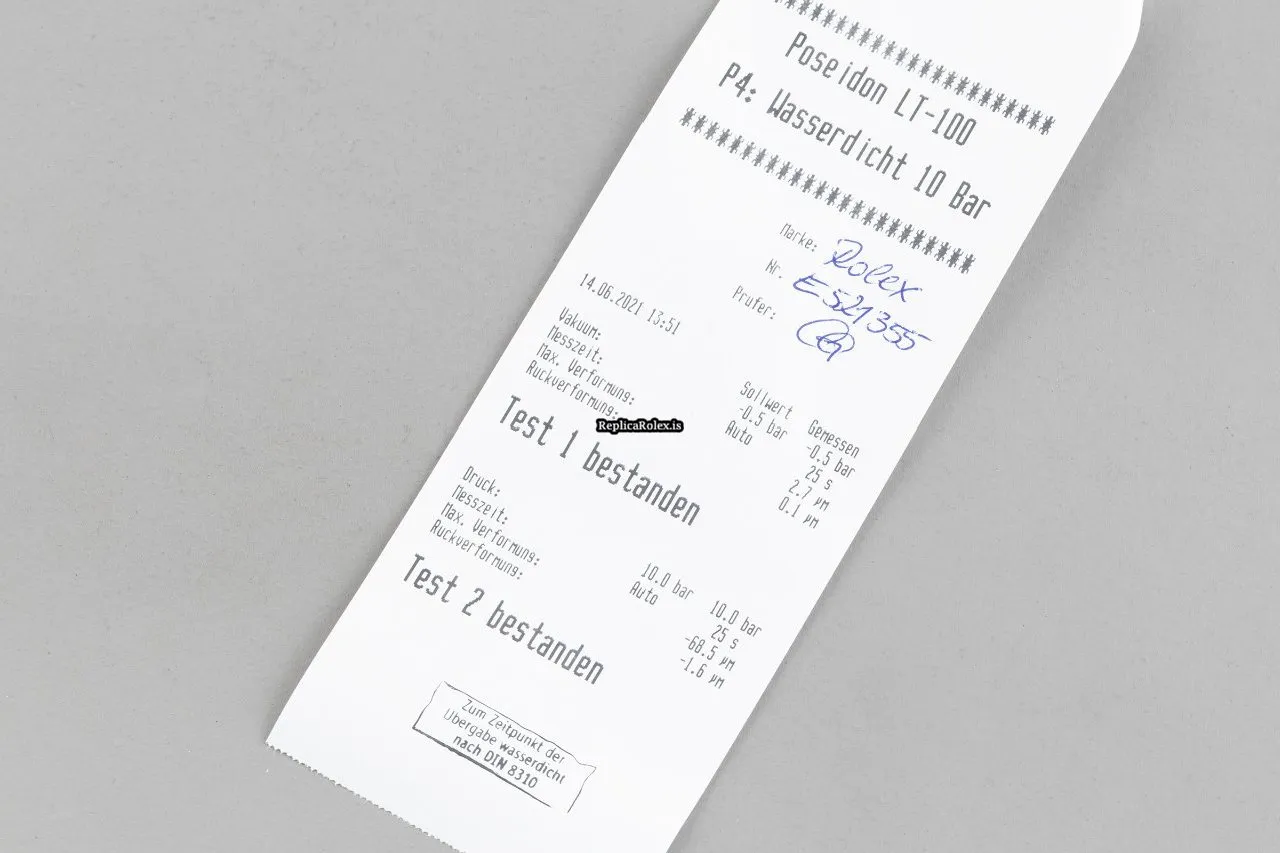 ************************
Poseidon LT-100
P4: Wasserdicht 10 Bar
************************
Marke: Rolex
Nr. E521355
Prufer:
14.06.2021 13:51
Sollwert Gemessen
Vakuum: -0.5 bar -0.5 bar
Messzeit: Auto 25 s
Max. Verformung: 2.7 µm
Ruckverformung: 0.1 µm
ReplicaRolex.is
Test 1 bestanden
Druck: 10.0 bar 10.0 bar
Messzeit: Auto 25 s
Max. Verformung: -68.5 µm
Ruckverformung: -1.6 µm
Test 2 bestanden
Zum Zeitpunkt der
Übergabe wasserdicht
nach DIN 8310